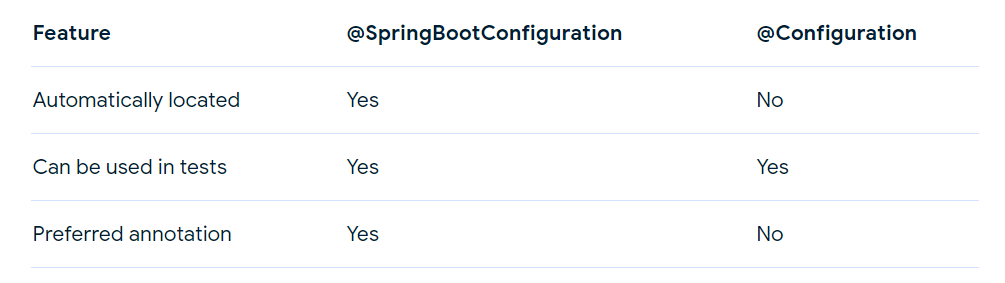 Feature @SpringBootConfiguration @Configuration
Automatically located Yes No
Can be used in tests Yes Yes
Preferred annotation Yes No